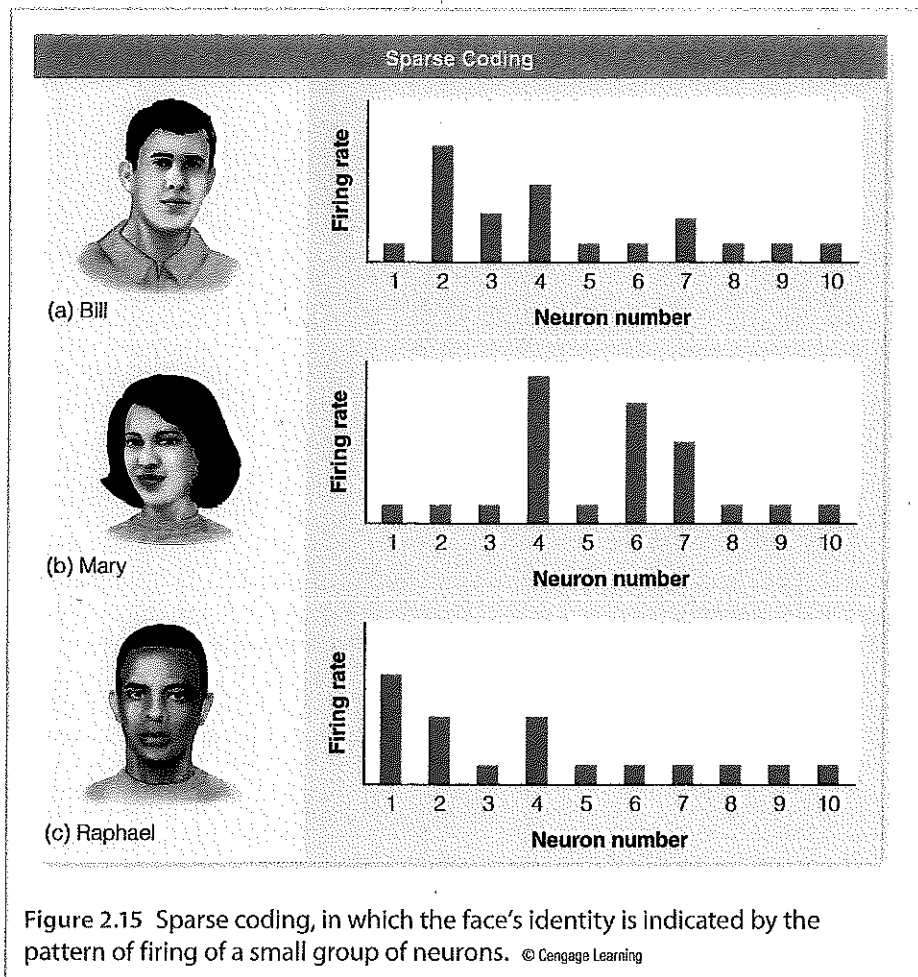 Sparse Coding
Firing rate
1 2 3 4 5 6 7 8 9 10
Neuron number
(a) Bill
Firing rate
1 2 3 4 5 6 7 8 9 10
Neuron number
(b) Mary
Firing rate
1 2 3 4 5 6 7 8 9 10
Neuron number
(c) Raphael
Figure 2.15 Sparse coding, in which the face's identity is indicated by the
pattern of firing of a small group of neurons. © Cengage Learning